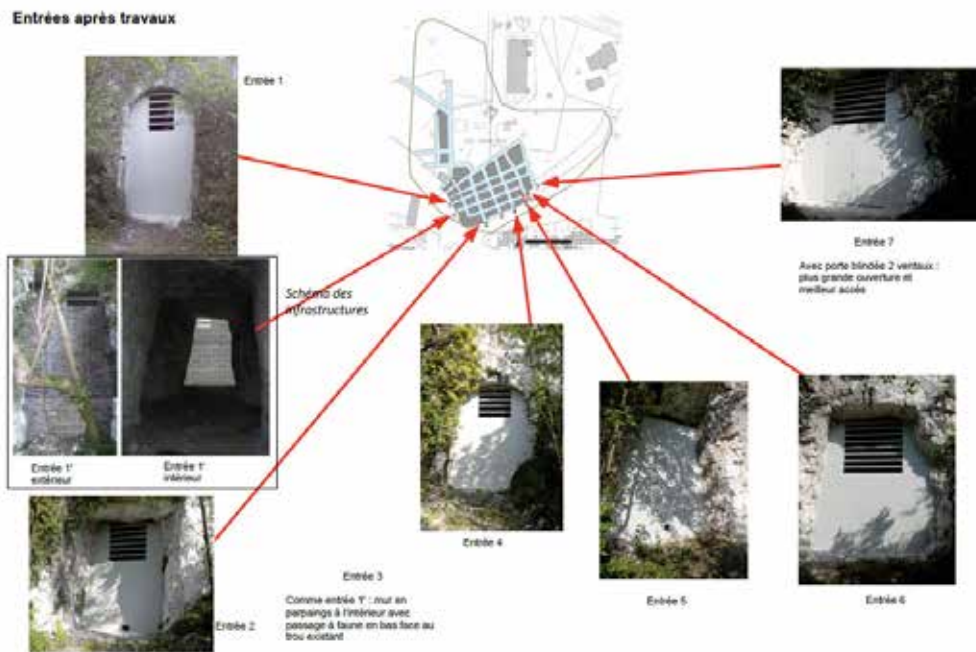 Entrées après travaux
Entrée 1
Entrée 7
Avec porte blindée 2 ventaux :
plus grande ouverture et
meilleur accés
Schéma des
infrastructures
Entrée 1'
extérieur
Entrée 1'
intérieur
Entrée 4
Entrée 3
Comme entrée 1' : mur en
parpaings à l'intérieur avec
passage à faune en bas face au
trou existant
Entrée 2
Entrée 5
Entrée 6